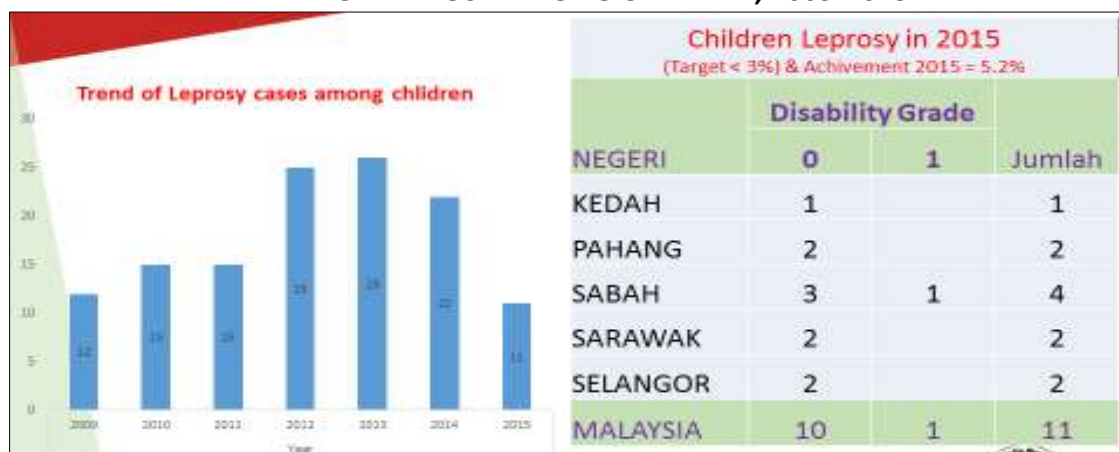 Trend of Leprosy cases among children
30
25
20
15
10
5
0
12
15
15
25
26
22
11
2009 2010 2011 2012 2013 2014 2015
Year
Children Leprosy in 2015
(Target < 3%) & Achivement 2015 = 5.2%
Disability Grade
NEGERI 0 1 Jumlah
KEDAH 1 1
PAHANG 2 2
SABAH 3 1 4
SARAWAK 2 2
SELANGOR 2 2
MALAYSIA 10 1 11